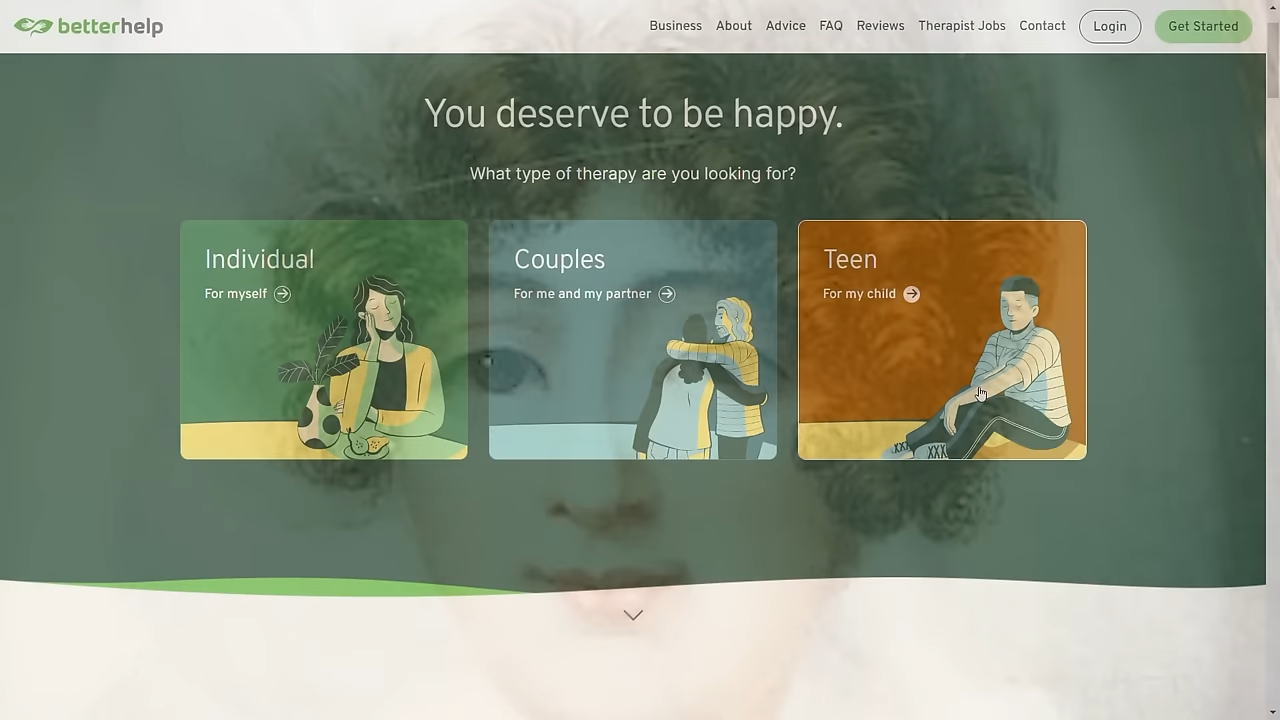 betterhelp
Business About Advice FAQ Reviews Therapist Jobs Contact Login Get Started
You deserve to be happy.
What type of therapy are you looking for?
Individual
For myself
Couples
For me and my partner
Teen
For my child
XXX
XXX